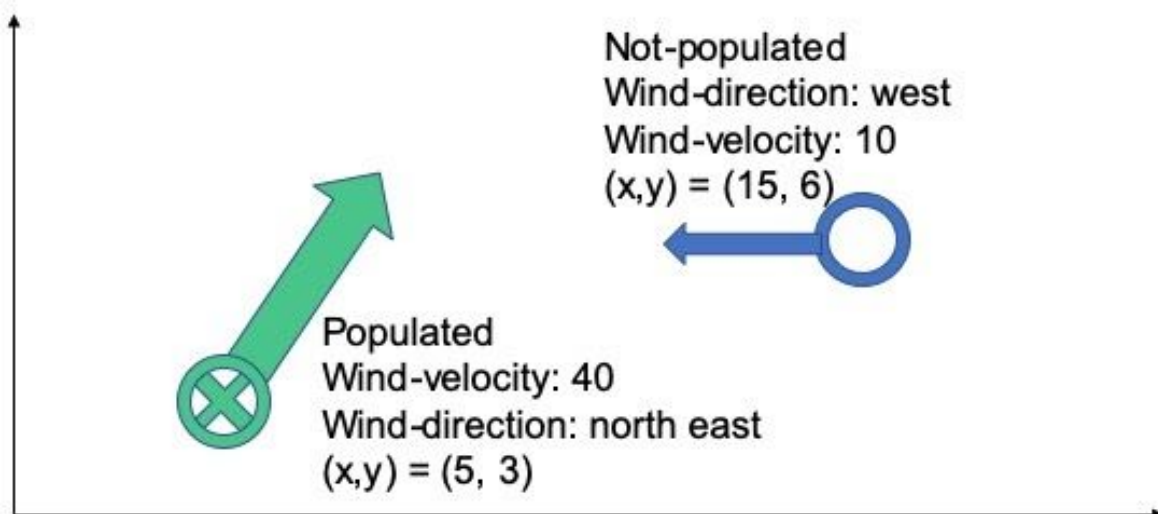 Not-populated
Wind-direction: west
Wind-velocity: 10
(x,y) = (15, 6)
Populated
Wind-velocity: 40
Wind-direction: north east
(x,y) = (5, 3)